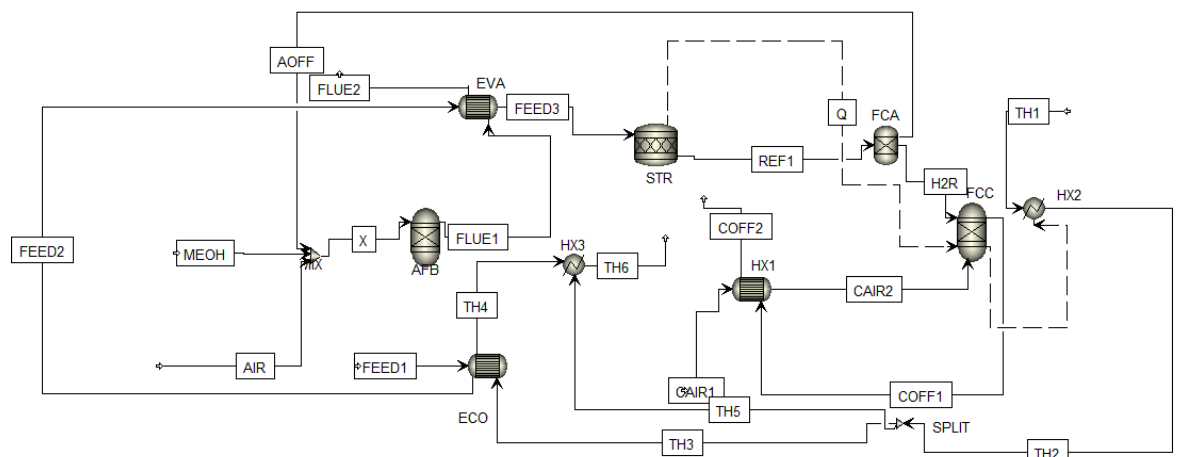 AOFF
FLUE2
EVA
FEED3
STR
Q
FCA
TH1
REF1
H2R
FCC
HX2
FEED2
MEOH
MIX
X
AFB
FLUE1
COFF2
HX3
TH6
HX1
CAIR2
TH4
AIR
FEED1
ECO
CAIR1
TH5
COFF1
SPLIT
TH3
TH2